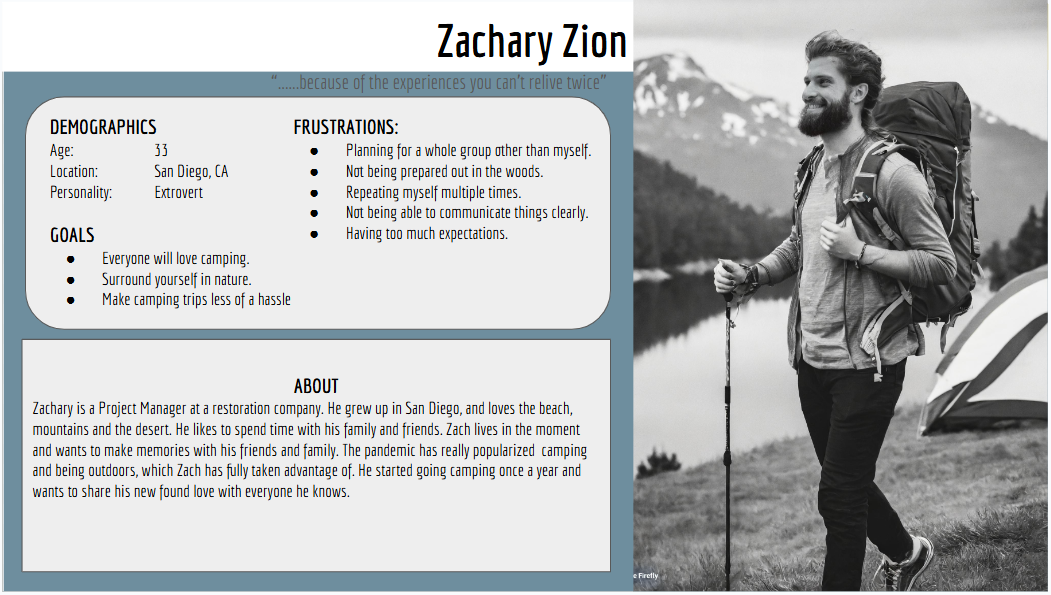 Zachary Zion
“......because of the experiences you can’t relive twice”
DEMOGRAPHICS
Age: 33
Location: San Diego, CA
Personality: Extrovert
GOALS
● Everyone will love camping.
● Surround yourself in nature.
● Make camping trips less of a hassle
FRUSTRATIONS:
● Planning for a whole group other than myself.
● Not being prepared out in the woods.
● Repeating myself multiple times.
● Not being able to communicate things clearly.
● Having too much expectations.
ABOUT
Zachary is a Project Manager at a restoration company. He grew up in San Diego, and loves the beach,
mountains and the desert. He likes to spend time with his family and friends. Zach lives in the moment
and wants to make memories with his friends and family. The pandemic has really popularized camping
and being outdoors, which Zach has fully taken advantage of. He started going camping once a year and
wants to share his new found love with everyone he knows.
e Firefly